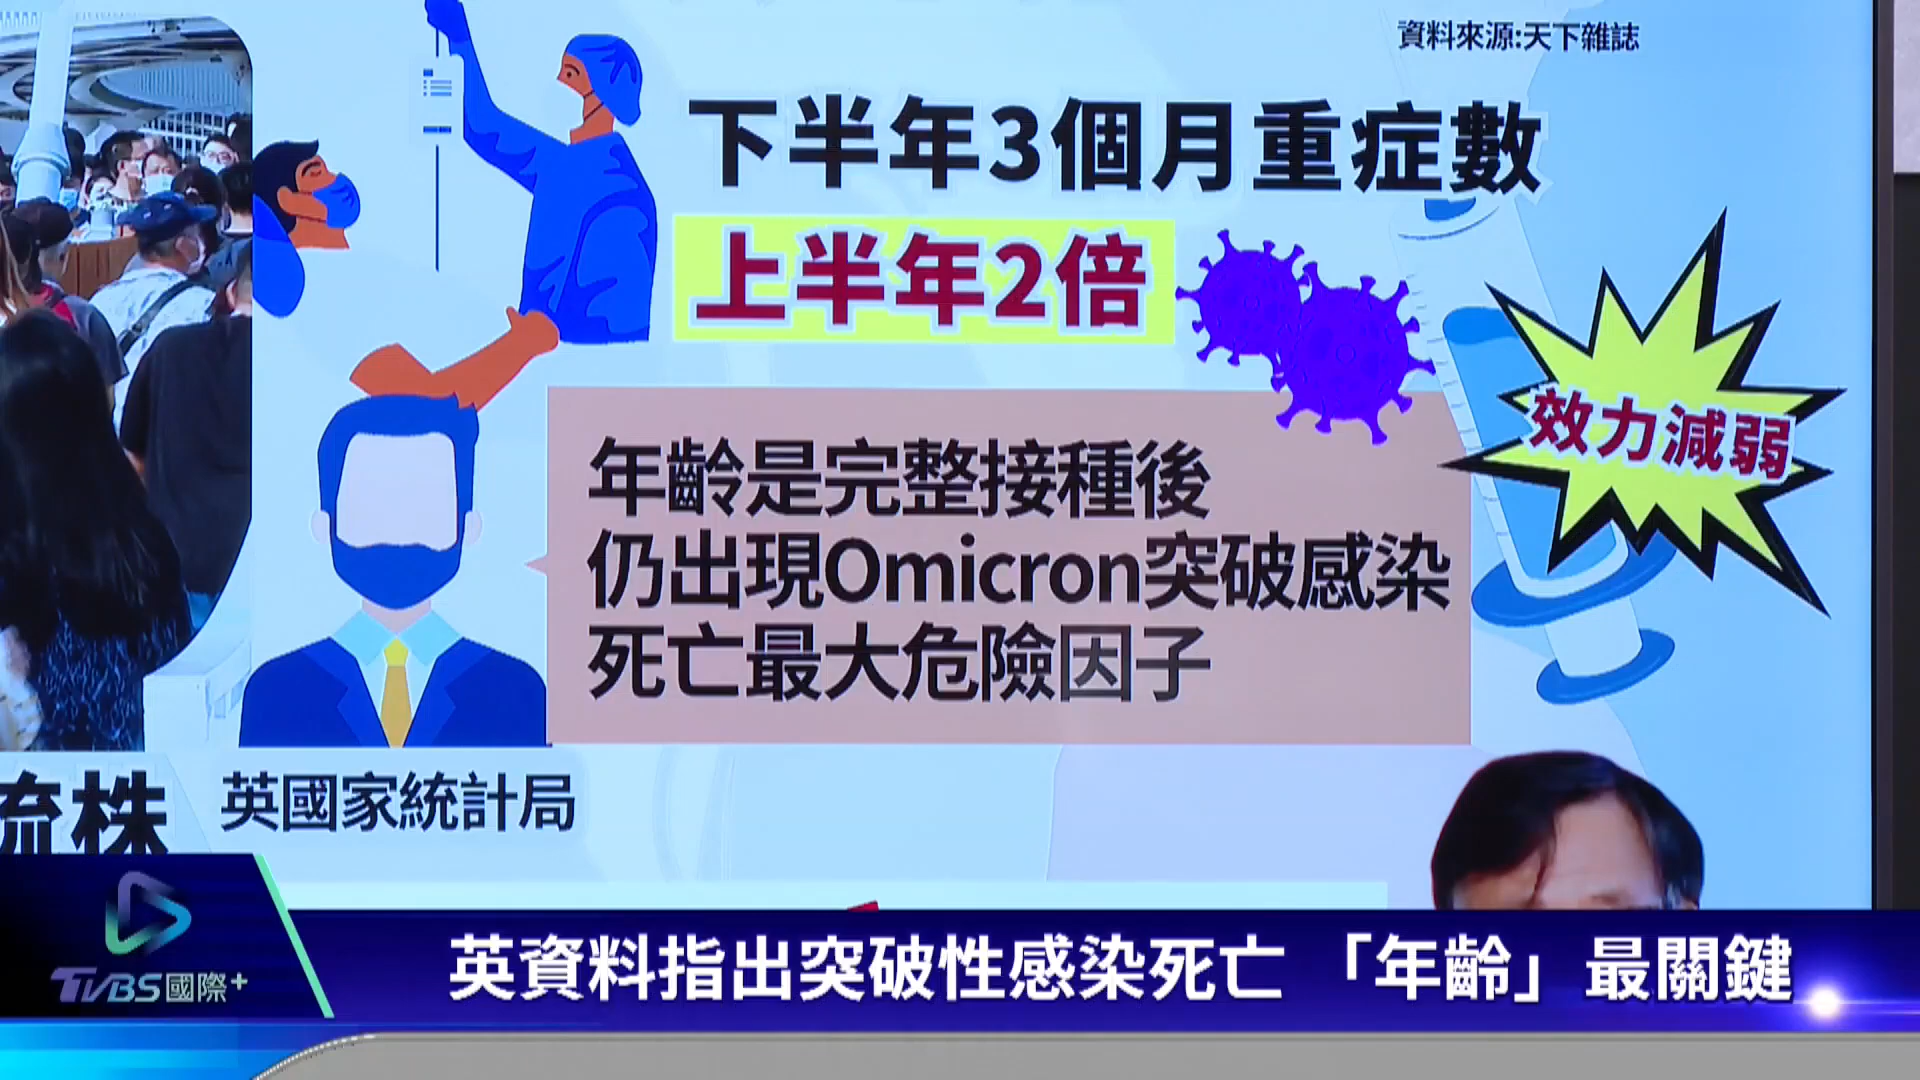 資料來源:天下雜誌
下半年3個月重症數
上半年2倍
效力減弱
年齡是完整接種後
仍出現Omicron突破感染
死亡最大危險因子
流株
英國家統計局
英資料指出突破性感染死亡 「年齡」最關鍵
TVBS國際+